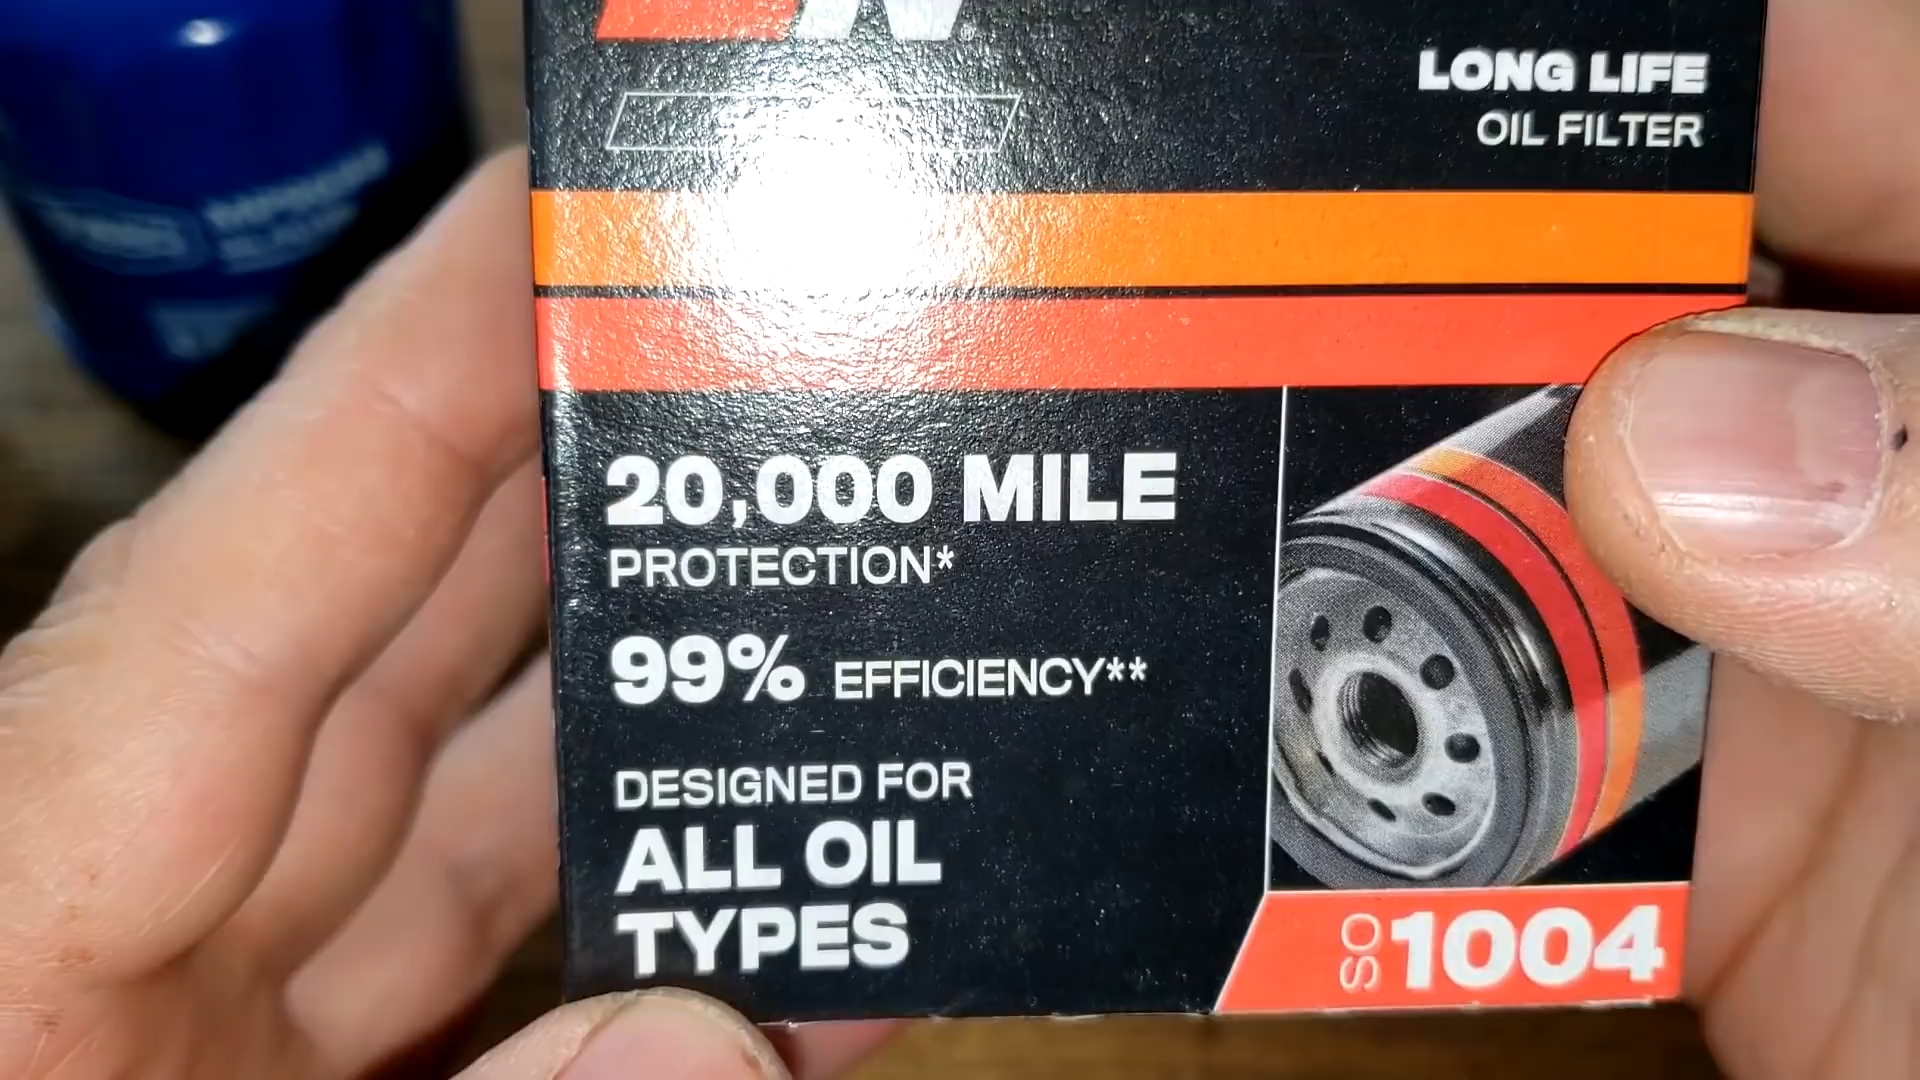 LONG LIFE
OIL FILTER
20,000 MILE
PROTECTION*
99% EFFICIENCY**
DESIGNED FOR
ALL OIL
TYPES
SO 1004